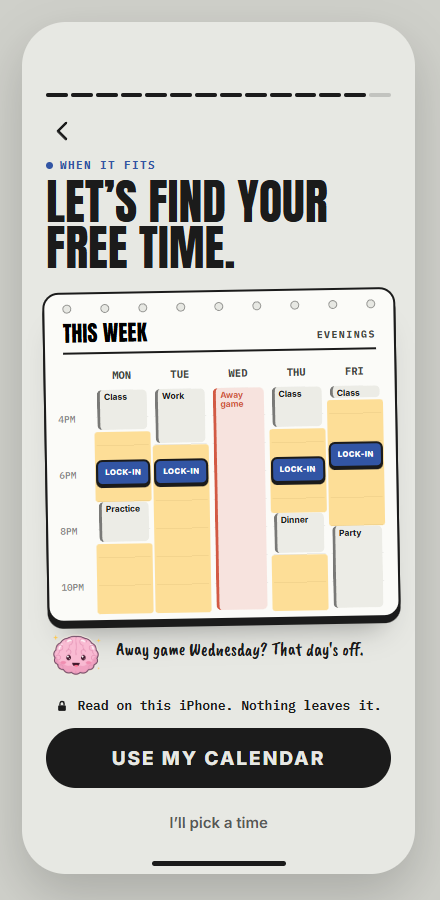 WHEN IT FITS
LET’S FIND YOUR
FREE TIME.
THIS WEEK
EVENINGS
MON TUE WED THU FRI
Class
Work
Away
game
Class
Class
4PM
LOCK-IN
6PM
LOCK-IN
LOCK-IN
LOCK-IN
Practice
Dinner
Party
8PM
10PM
Away game Wednesday? That day's off.
Read on this iPhone. Nothing leaves it.
USE MY CALENDAR
I’ll pick a time